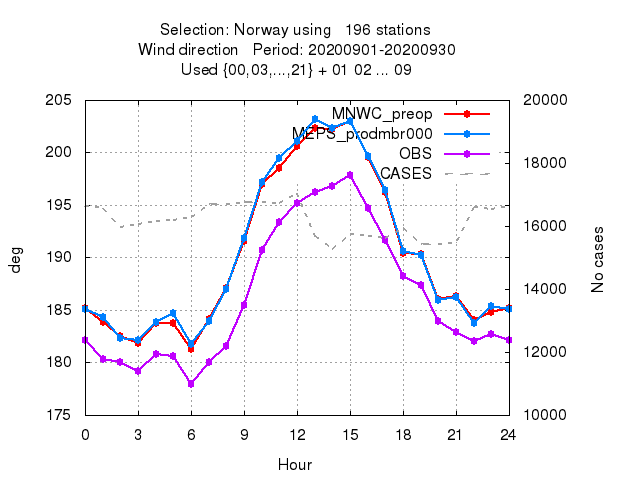 Selection: Norway using   196 stations
Wind direction   Period: 20200901-20200930
Used {00,03,...,21} + 01 02 ... 09
MNWC_preop
MEPS_prodmbr000
OBS
CASES
205
200
195
190
185
180
175
20000
18000
16000
14000
12000
10000
deg
No cases
0 3 6 9 12 15 18 21 24
Hour